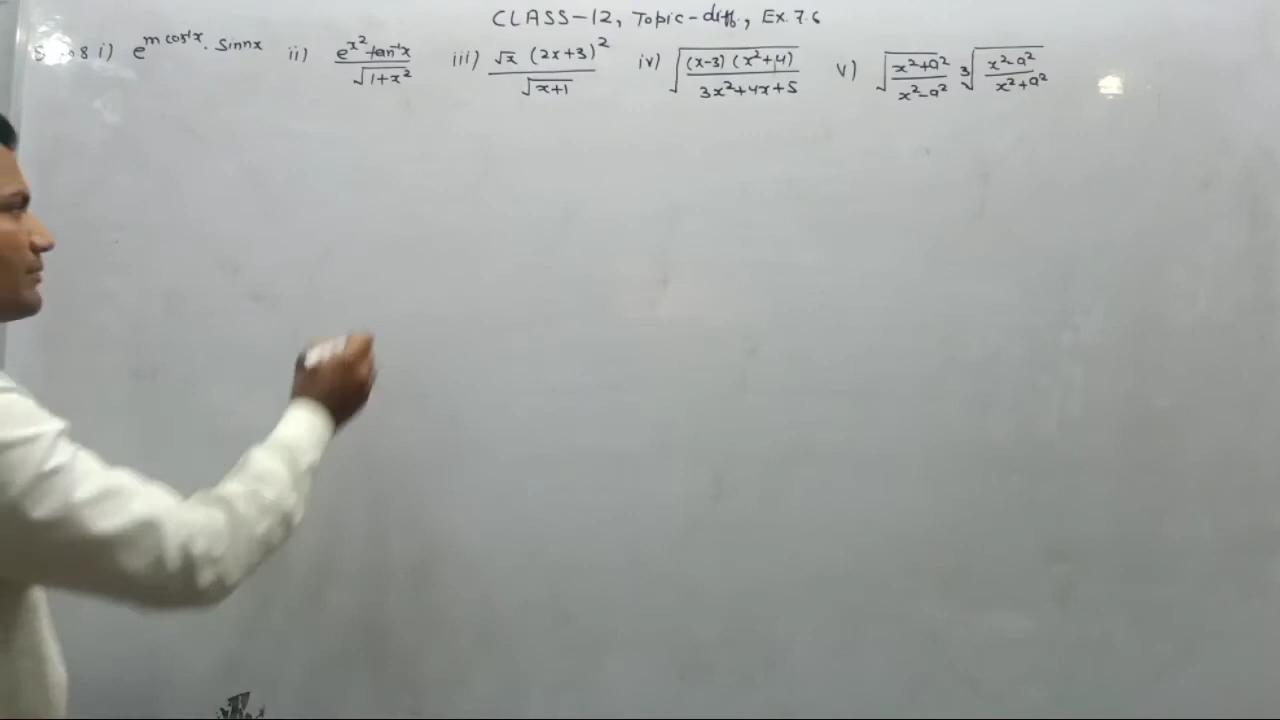 CLASS-12, Topic-diff., Ex. 7.6
8 i) e^(m cos⁻¹x). sin nx ii) (e^(x²) tan⁻¹x)/√(1+x²) iii) (√x (2x+3)²)/√(x+1) iv) √((x-3)(x²+4)/(3x²+4x+5)) v) √((x²+a²)/(x²-a²)) ∛((x²-a²)/(x²+a²))